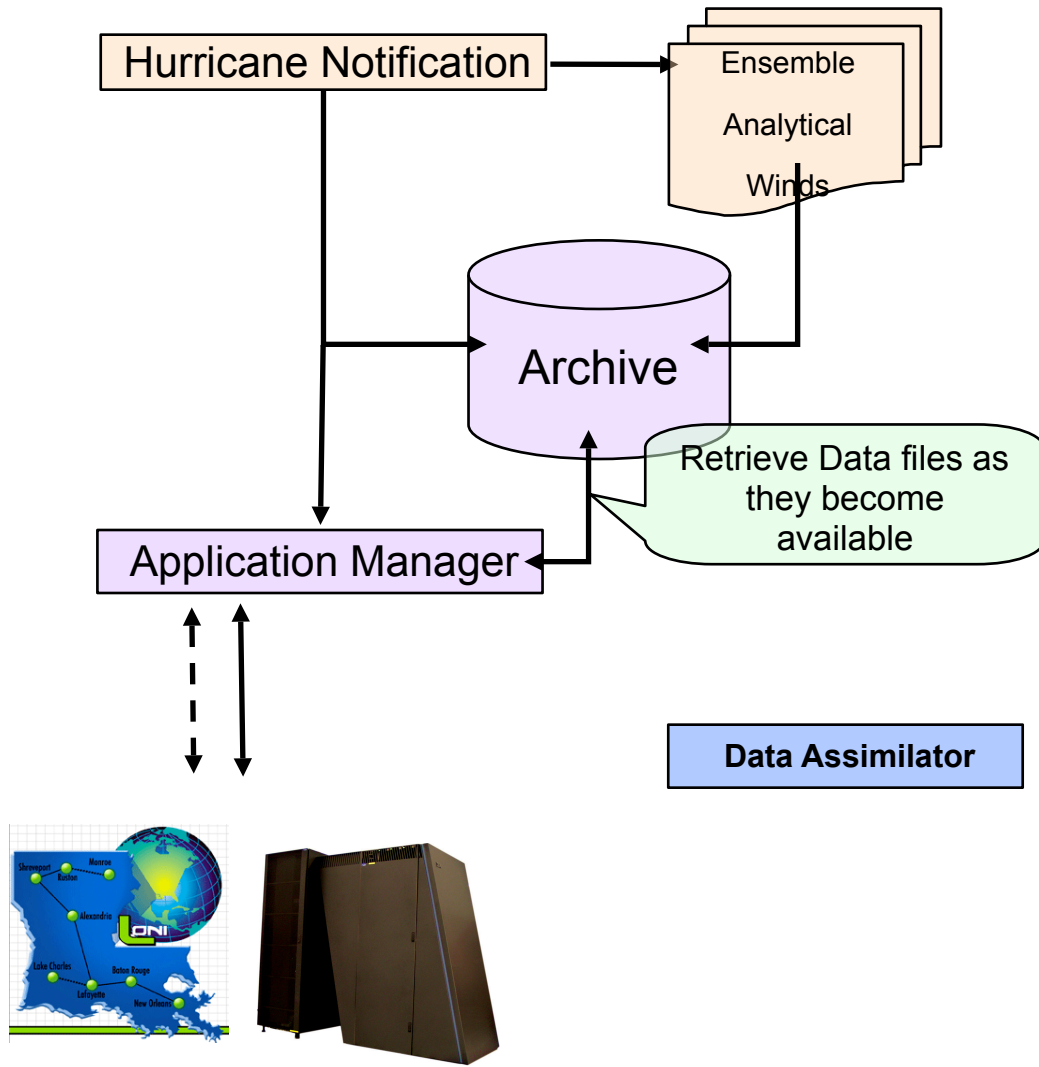 Hurricane Notification
Ensemble
Analytical
Winds
Archive
Retrieve Data files as
they become
available
Application Manager
Data Assimilator
Shreveport
Ruston
Monroe
Alexandria
LONI
Lake Charles
Lafayette
Baton Rouge
New Orleans